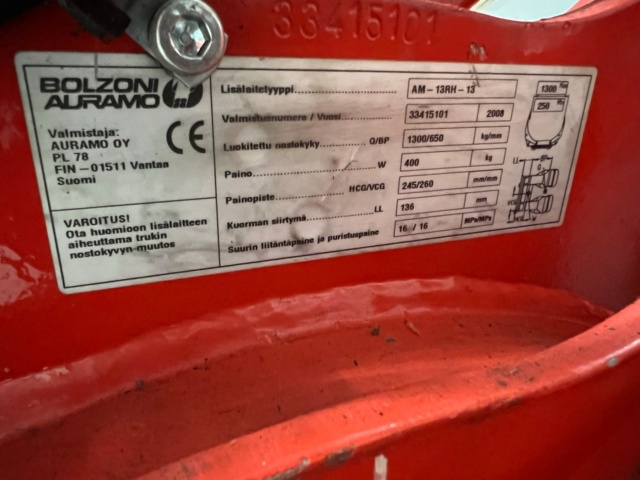 33415101
BOLZONI
AURAMO
Valmistaja:
AURAMO OY
PL 78
FIN -01511 Vantaa
Suomi
CE
VAROITUS!
Ota huomioon lisälaitteen
aiheuttama trukin
nostokyvyn-muutos
Lisälaitetyyppi AM-13RH-13
Valmistusnumero / Vuosi 33415101 2008
Luokiteltu nostokyky Q/BP 1300/650 kg/mm
Paino W 400 kg
Painopiste HCG/VCG 245/260 mm/mm
Kuorman siirtymä LL 136 mm
Suurin liitäntäpaine ja puristuspaine 16 / 16 MPa/MPa
1300
250
LL